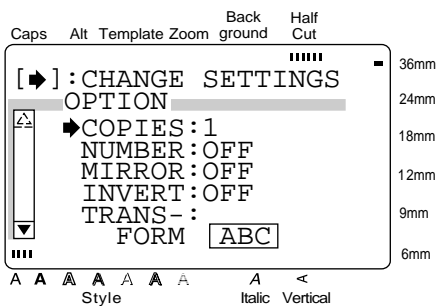 Back Half
Caps Alt Template Zoom ground Cut
[➡]:CHANGE SETTINGS
36mm
OPTION
24mm
➡COPIES:1
18mm
NUMBER:OFF
MIRROR:OFF
12mm
INVERT:OFF
TRANS-:
9mm
FORM ABC
6mm
A A A A A A A A A
Style Italic Vertical